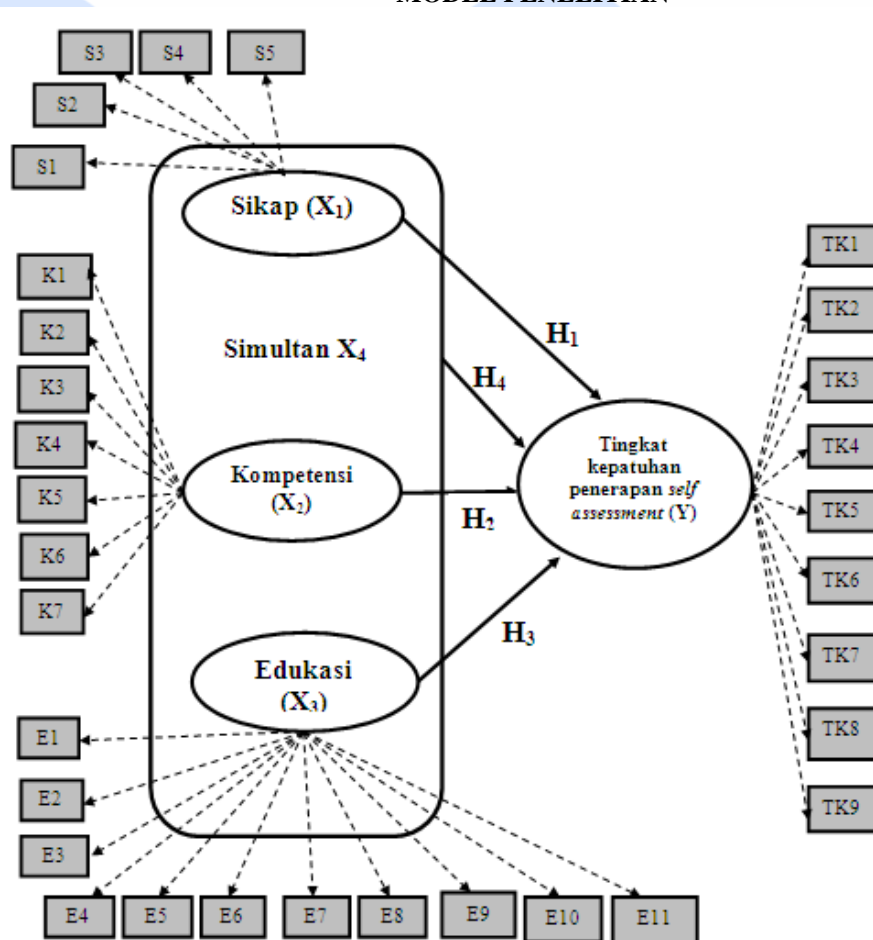 MODEL PENELITIAN
S3 S4 S5
S2
S1
Sikap (X₁)
K1
K2
K3
K4
K5
K6
K7
Simultan X₄
H₁
H₄
Kompetensi
(X₂)
H₂
Tingkat
kepatuhan
penerapan self
assessment (Y)
H₃
Edukasi
(X₃)
TK1
TK2
TK3
TK4
TK5
TK6
TK7
TK8
TK9
E1
E2
E3
E4 E5 E6 E7 E8 E9 E10 E11